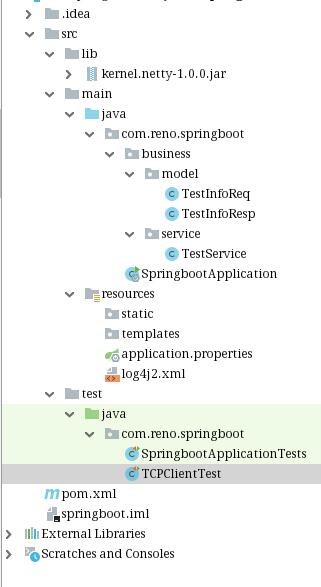 .idea
src
lib
kernel.netty-1.0.0.jar
main
java
com.reno.springboot
business
model
TestInfoReq
TestInfoResp
service
TestService
SpringbootApplication
resources
static
templates
application.properties
log4j2.xml
test
java
com.reno.springboot
SpringbootApplicationTests
TCPClientTest
pom.xml
springboot.iml
External Libraries
Scratches and Consoles